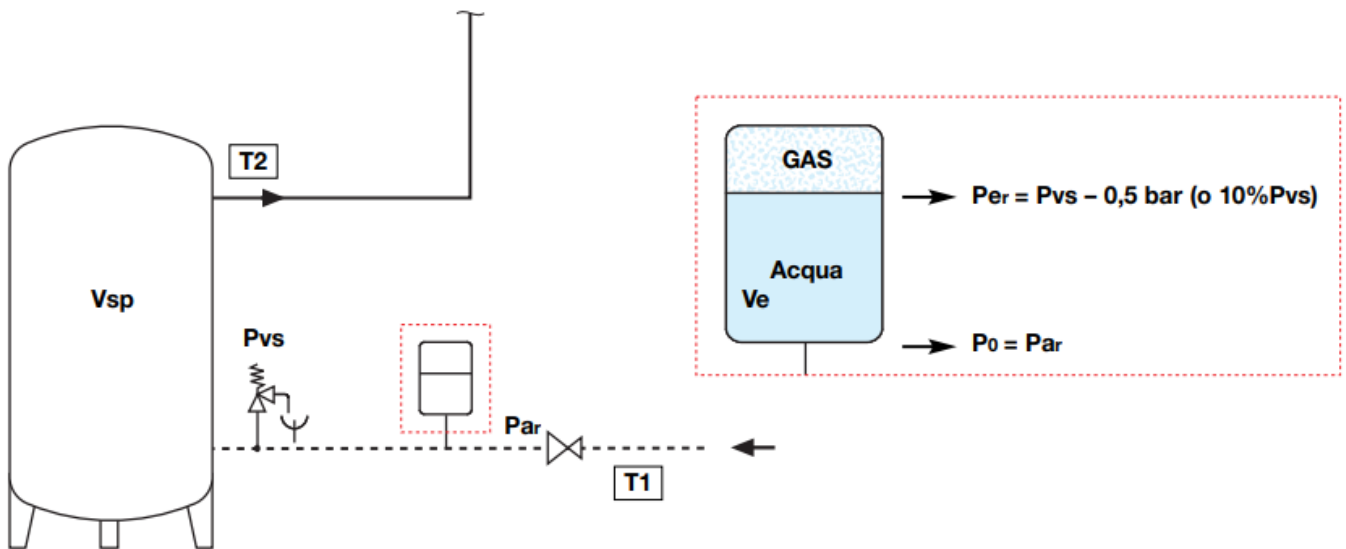 T2
Vsp
Pvs
Par
T1
GAS
Acqua
Ve
Per = Pvs – 0,5 bar (o 10%Pvs)
P0 = Par